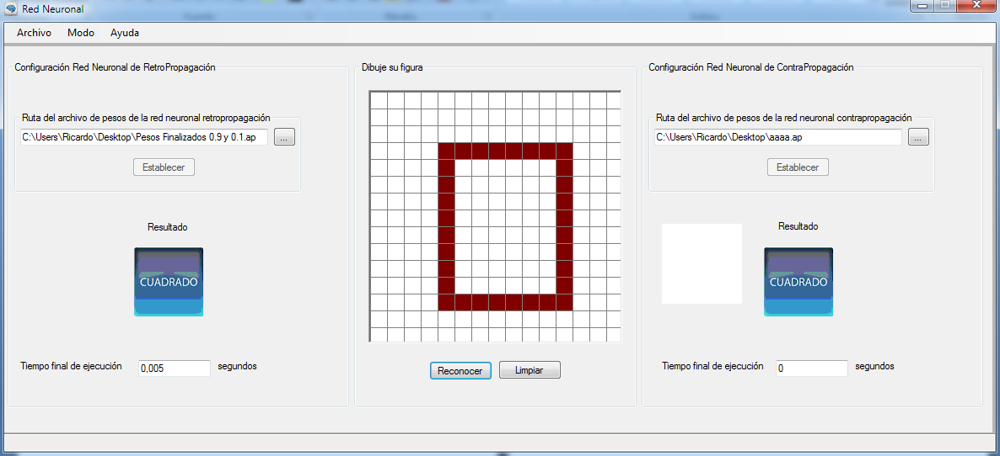 Red Neuronal
Archivo Modo Ayuda
Configuración Red Neuronal de RetroPropagación
Ruta del archivo de pesos de la red neuronal retropropagación
C:\Users\Ricardo\Desktop\Pesos Finalizados 0.9 y 0.1.ap ...
Establecer
Resultado
CUADRADO
Tiempo final de ejecución 0,005 segundos
Dibuje su figura
Reconocer Limpiar
Configuración Red Neuronal de ContraPropagación
Ruta del archivo de pesos de la red neuronal contrapropagación
C:\Users\Ricardo\Desktop\aaaa.ap ...
Establecer
Resultado
CUADRADO
Tiempo final de ejecución 0 segundos